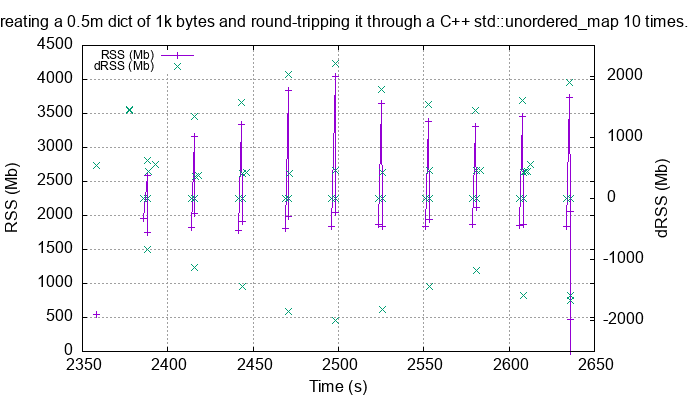 reating a 0.5m dict of 1k bytes and round-tripping it through a C++ std::unordered_map 10 times.
4500
4000
3500
3000
2500
2000
1500
1000
500
0
RSS (Mb)
RSS (Mb)
dRSS (Mb)
2000
1000
0
-1000
-2000
dRSS (Mb)
2350 2400 2450 2500 2550 2600 2650
Time (s)